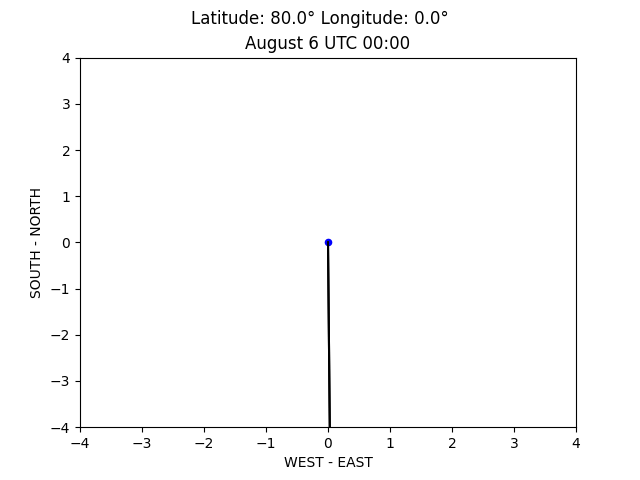 Latitude: 80.0° Longitude: 0.0°
August 6 UTC 00:00
4
3
2
1
0
−1
−2
−3
−4
SOUTH - NORTH
−4 −3 −2 −1 0 1 2 3 4
WEST - EAST